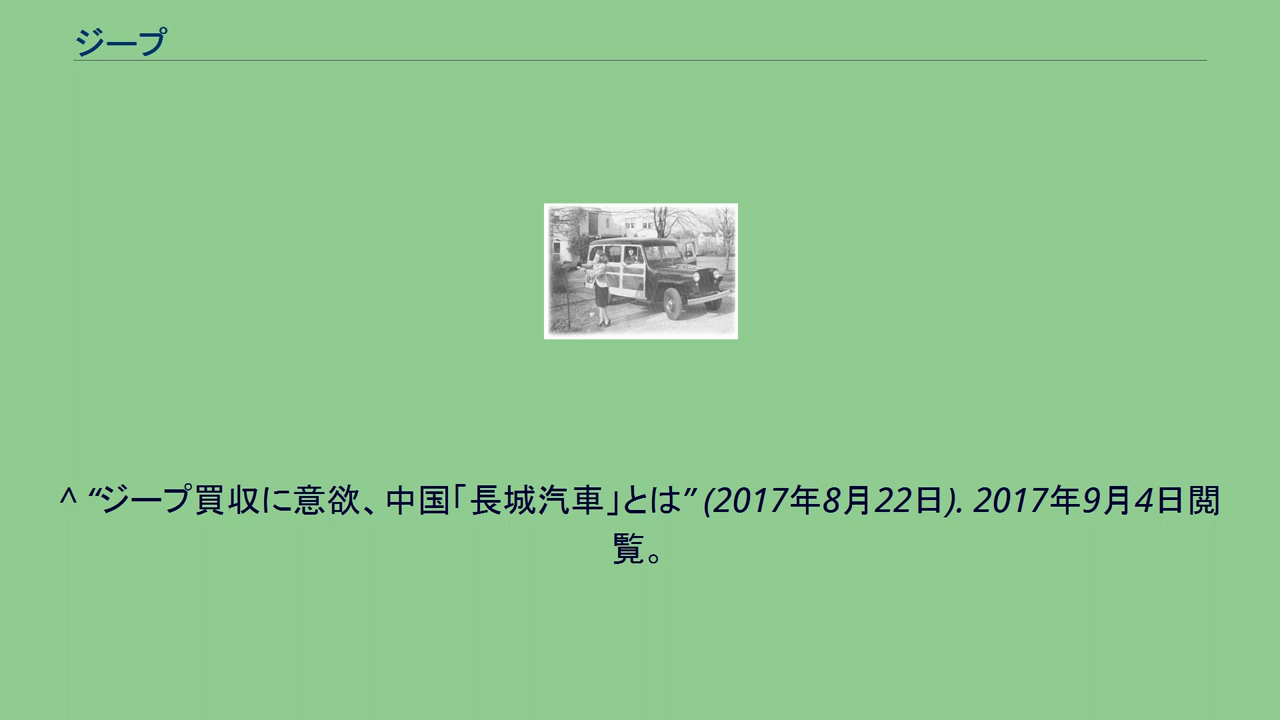 ジープ
^ “ジープ買収に意欲、中国「長城汽車」とは” (2017年8月22日). 2017年9月4日閲
覧。